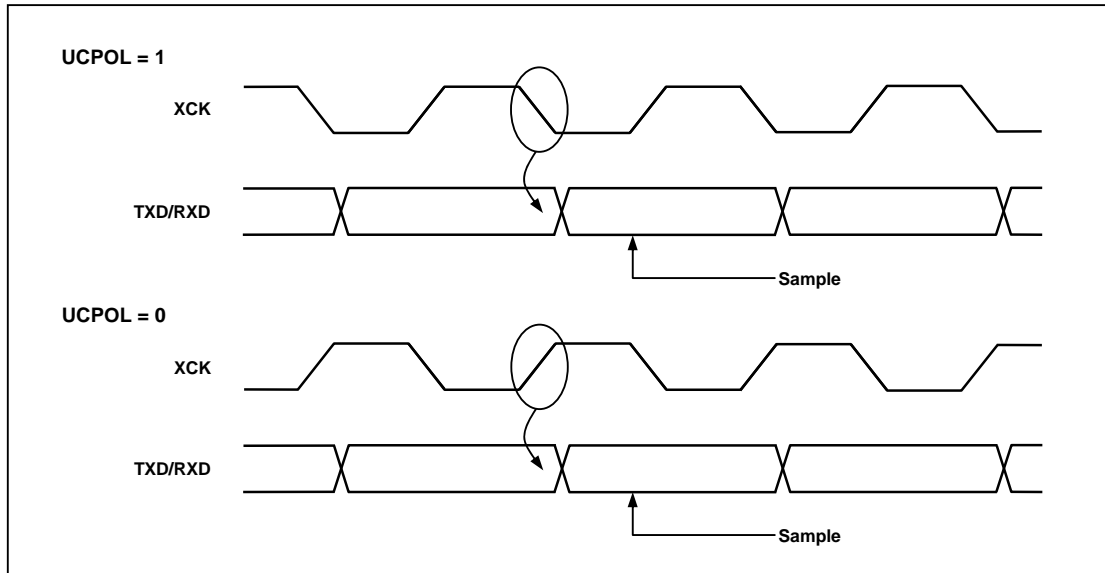 UCPOL = 1
XCK
TXD/RXD
Sample
UCPOL = 0
XCK
TXD/RXD
Sample